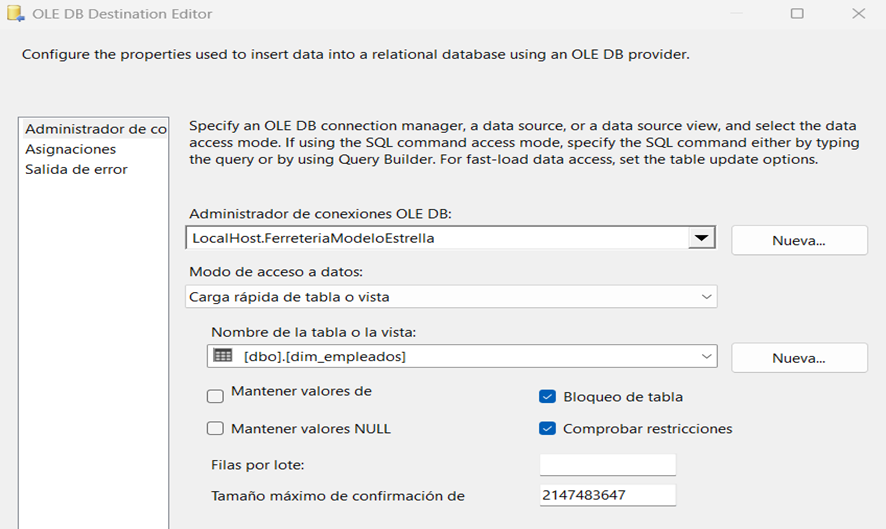 OLE DB Destination Editor
Configure the properties used to insert data into a relational database using an OLE DB provider.
Administrador de co
Asignaciones
Salida de error
Specify an OLE DB connection manager, a data source, or a data source view, and select the data
access mode. If using the SQL command access mode, specify the SQL command either by typing
the query or by using Query Builder. For fast-load data access, set the table update options.
Administrador de conexiones OLE DB:
LocalHost.FerreteriaModeloEstrella
Nueva...
Modo de acceso a datos:
Carga rápida de tabla o vista
Nombre de la tabla o la vista:
[dbo].[dim_empleados]
Nueva...
Mantener valores de
Bloqueo de tabla
Mantener valores NULL
Comprobar restricciones
Filas por lote:
Tamaño máximo de confirmación de
2147483647